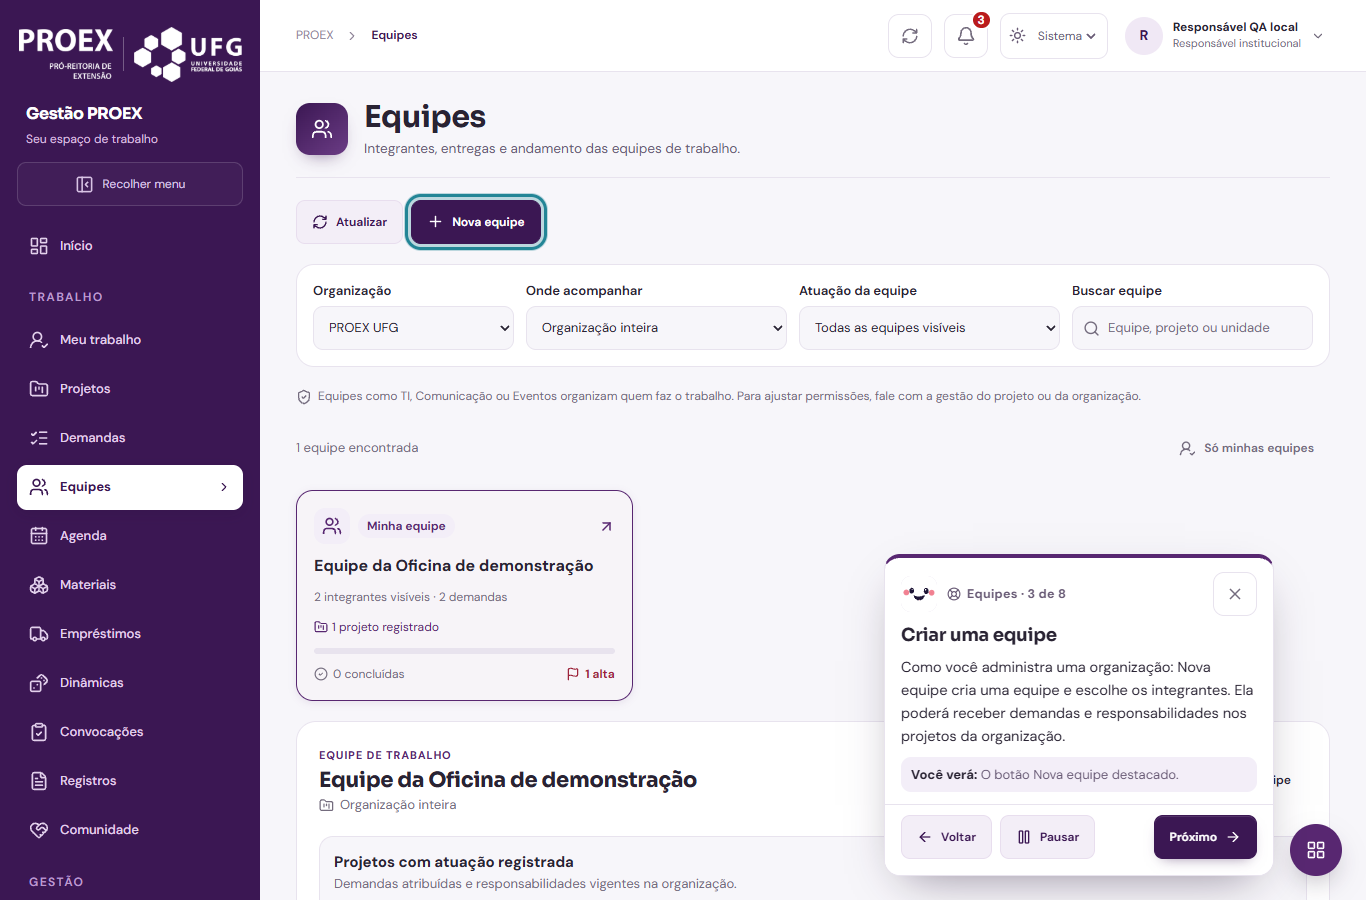 PROEX
PRÓ-REITORIA DE
EXTENSÃO
UFG
UNIVERSIDADE
FEDERAL DE GOIÁS
Gestão PROEX
Seu espaço de trabalho
Recolher menu
Início
TRABALHO
Meu trabalho
Projetos
Demandas
Equipes
Agenda
Materiais
Empréstimos
Dinâmicas
Convocações
Registros
Comunidade
GESTÃO
PROEX > Equipes
3
Sistema
R
Responsável QA local
Responsável institucional
Equipes
Integrantes, entregas e andamento das equipes de trabalho.
Atualizar
Nova equipe
Organização
PROEX UFG
Onde acompanhar
Organização inteira
Atuação da equipe
Todas as equipes visíveis
Buscar equipe
Equipe, projeto ou unidade
Equipes como TI, Comunicação ou Eventos organizam quem faz o trabalho. Para ajustar permissões, fale com a gestão do projeto ou da organização.
1 equipe encontrada
Só minhas equipes
Minha equipe
Equipe da Oficina de demonstração
2 integrantes visíveis · 2 demandas
1 projeto registrado
0 concluídas
1 alta
EQUIPE DE TRABALHO
Equipe da Oficina de demonstração
Organização inteira
Projetos com atuação registrada
Demandas atribuídas e responsabilidades vigentes na organização.
Equipes · 3 de 8
Criar uma equipe
Como você administra uma organização: Nova
equipe cria uma equipe e escolhe os integrantes. Ela
poderá receber demandas e responsabilidades nos
projetos da organização.
Você verá: O botão Nova equipe destacado.
Voltar
Pausar
Próximo